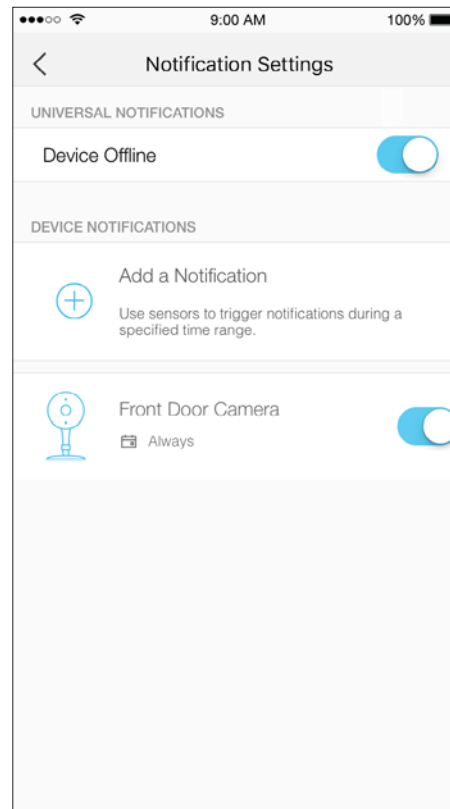 9:00 AM
100%
Notification Settings
UNIVERSAL NOTIFICATIONS
Device Offline
DEVICE NOTIFICATIONS
Add a Notification
Use sensors to trigger notifications during a
specified time range.
Front Door Camera
Always